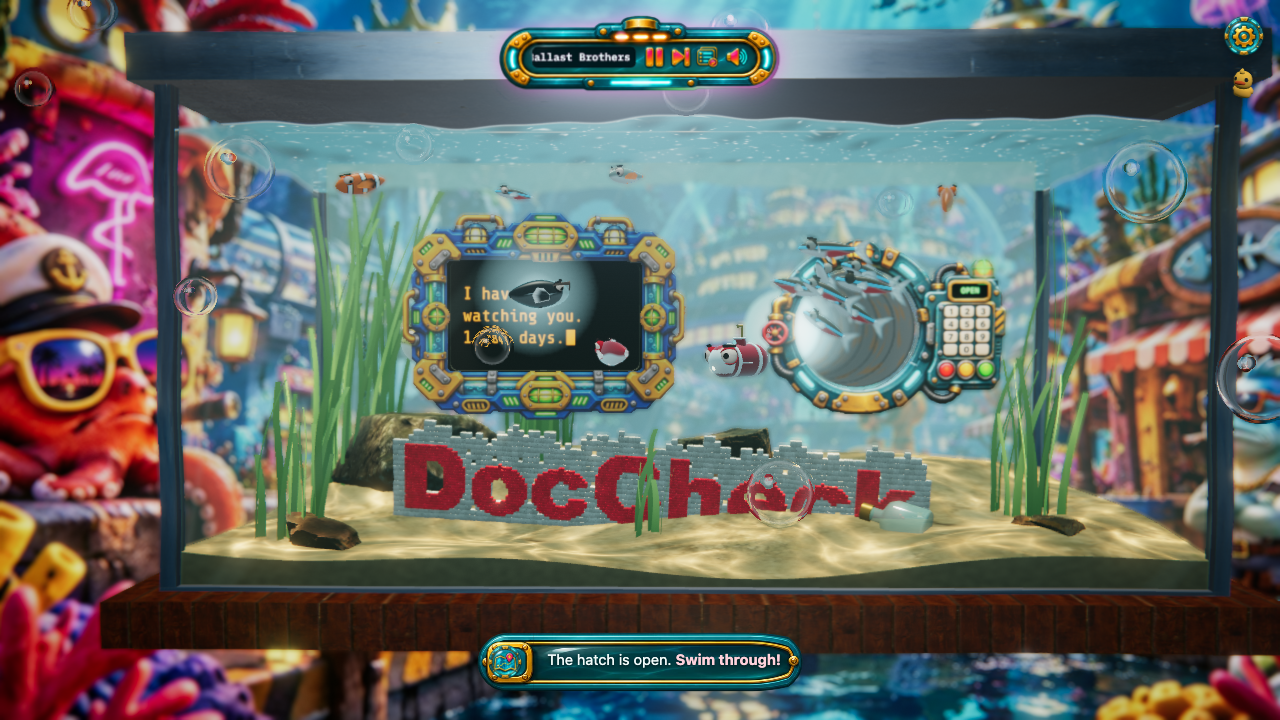 allast Brothers
I hav
watching you.
days.
OPEN
DocCheck
The hatch is open. Swim through!